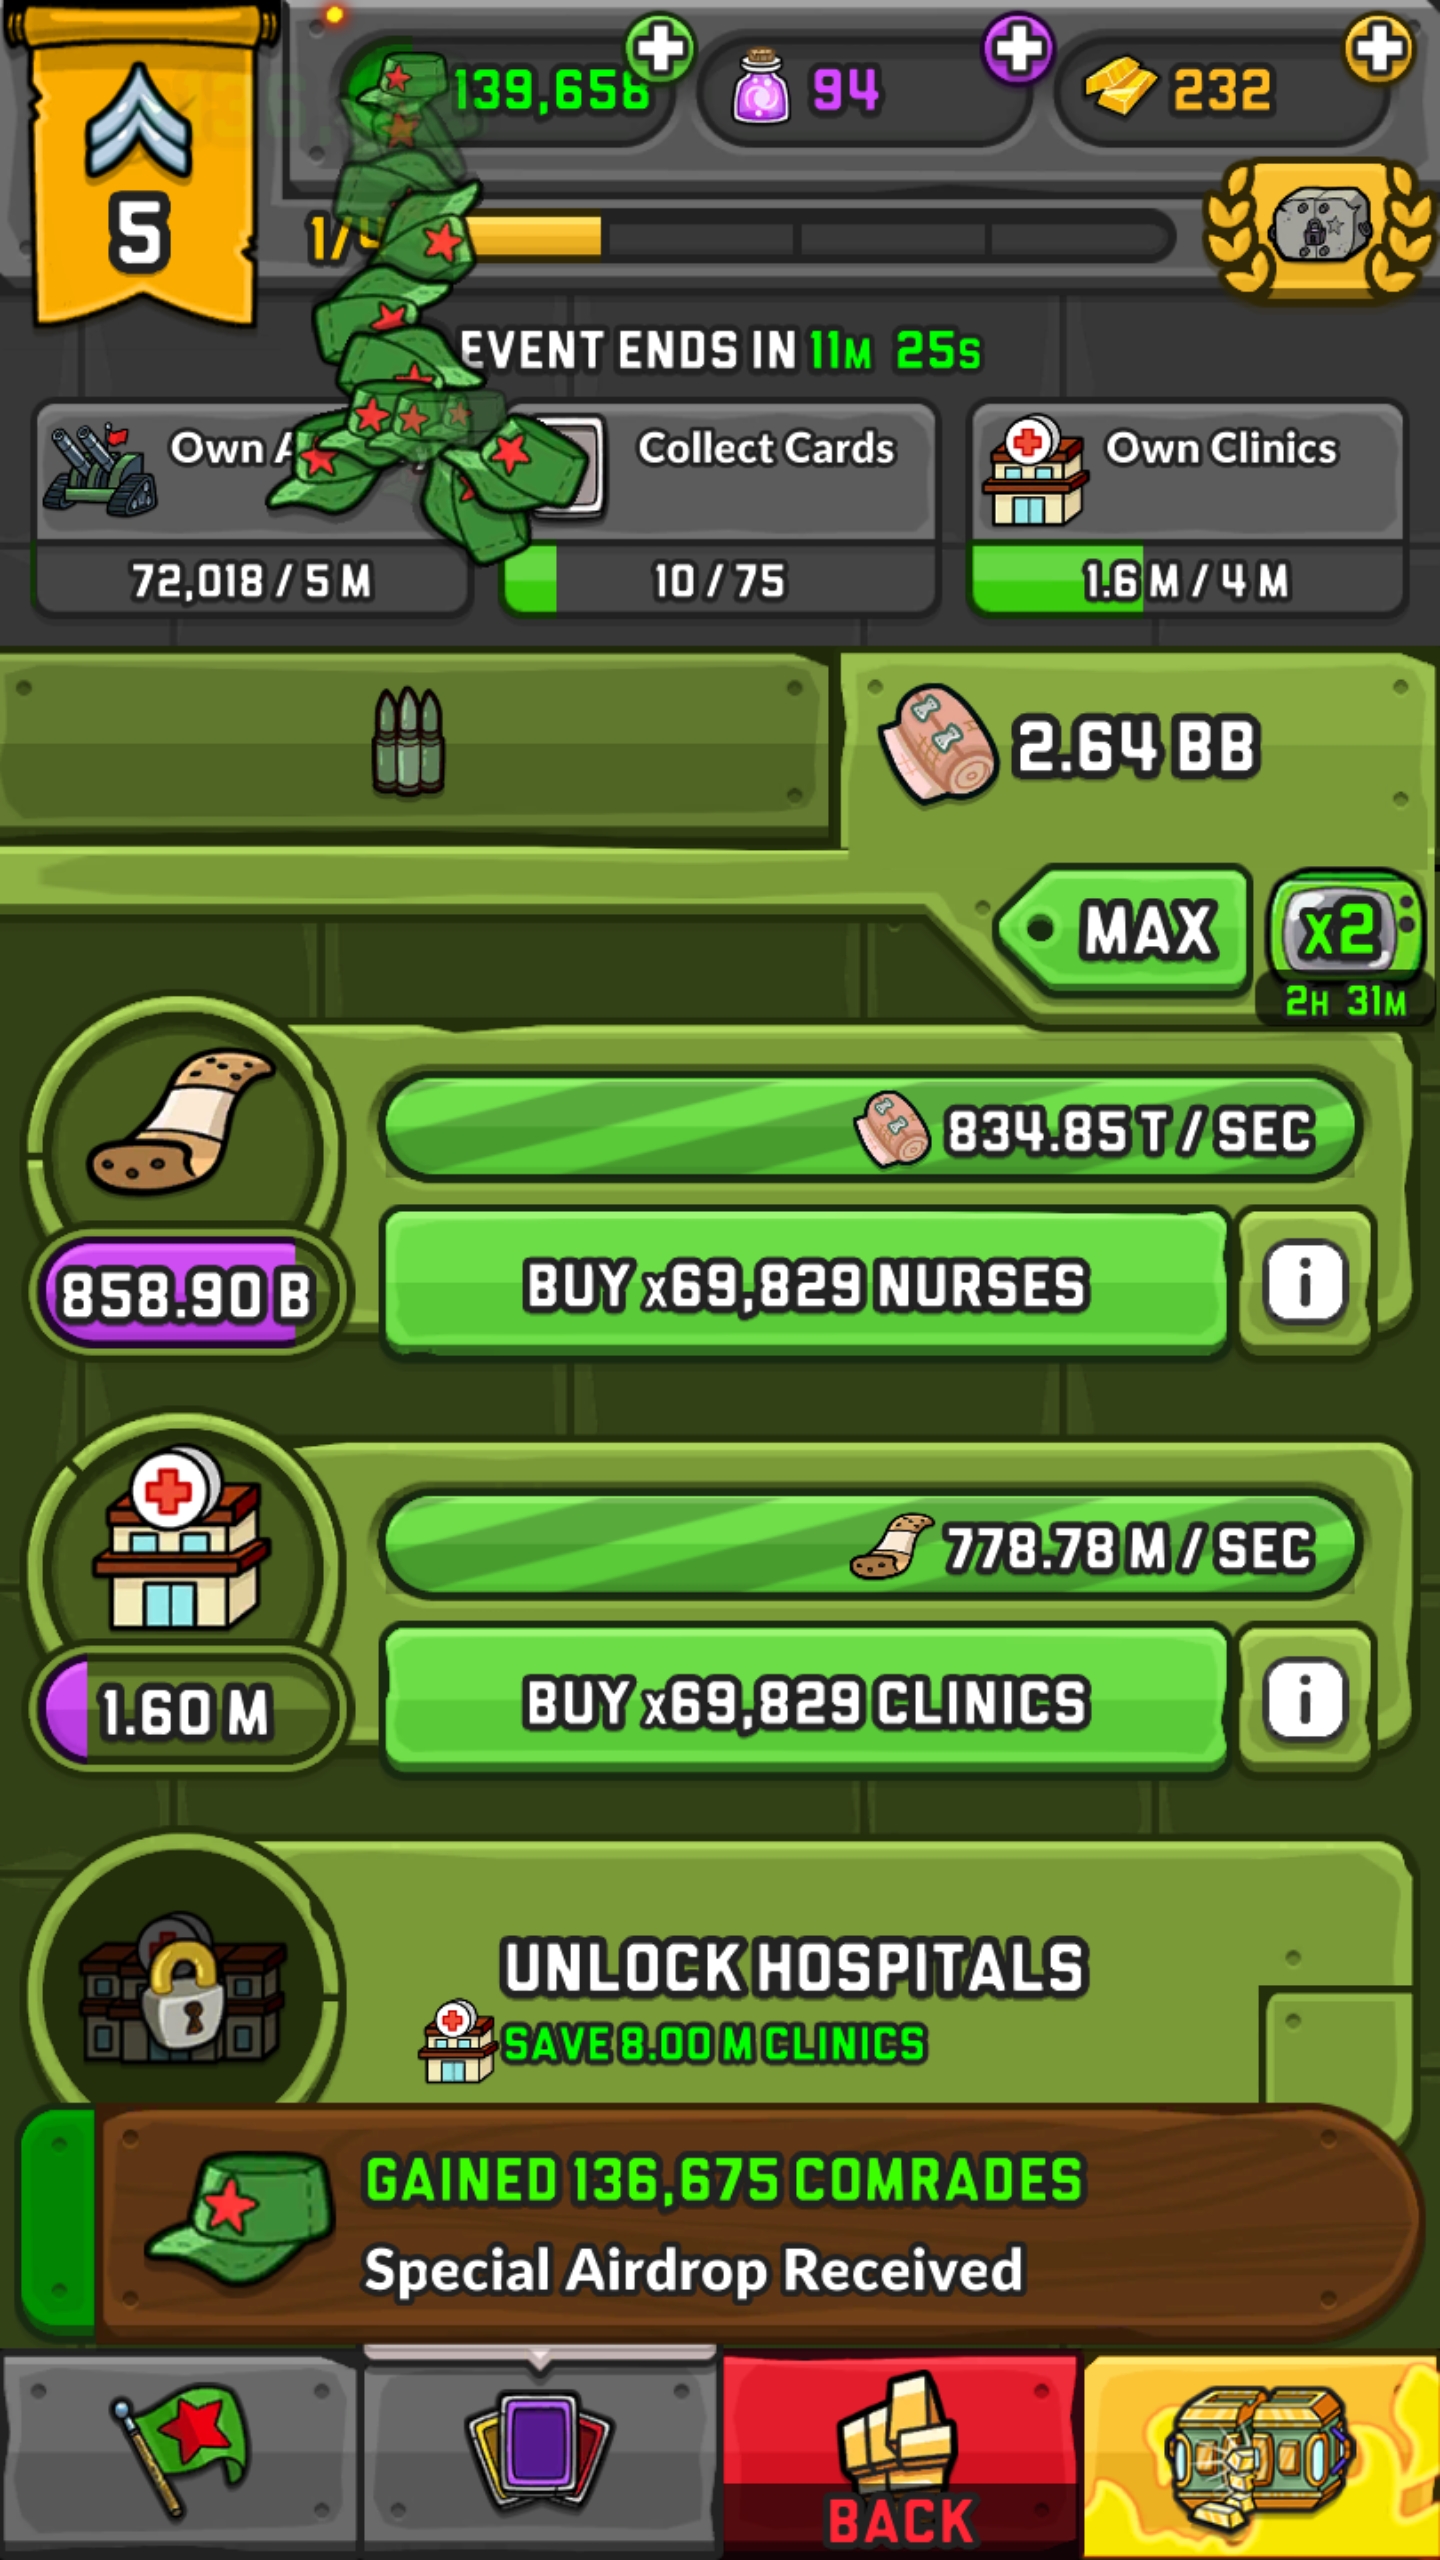 139,658
94
232
5
1/4
EVENT ENDS IN 11M 25S
Own
Collect Cards
Own Clinics
72,018 / 5 M
10 / 75
1.6 M / 4 M
2.64 BB
MAX
x2
2H 31M
834.85 T / SEC
858.90 B
BUY x69,829 NURSES
i
778.78 M / SEC
1.60 M
BUY x69,829 CLINICS
i
UNLOCK HOSPITALS
SAVE 8.00 M CLINICS
GAINED 136,675 COMRADES
Special Airdrop Received
BACK